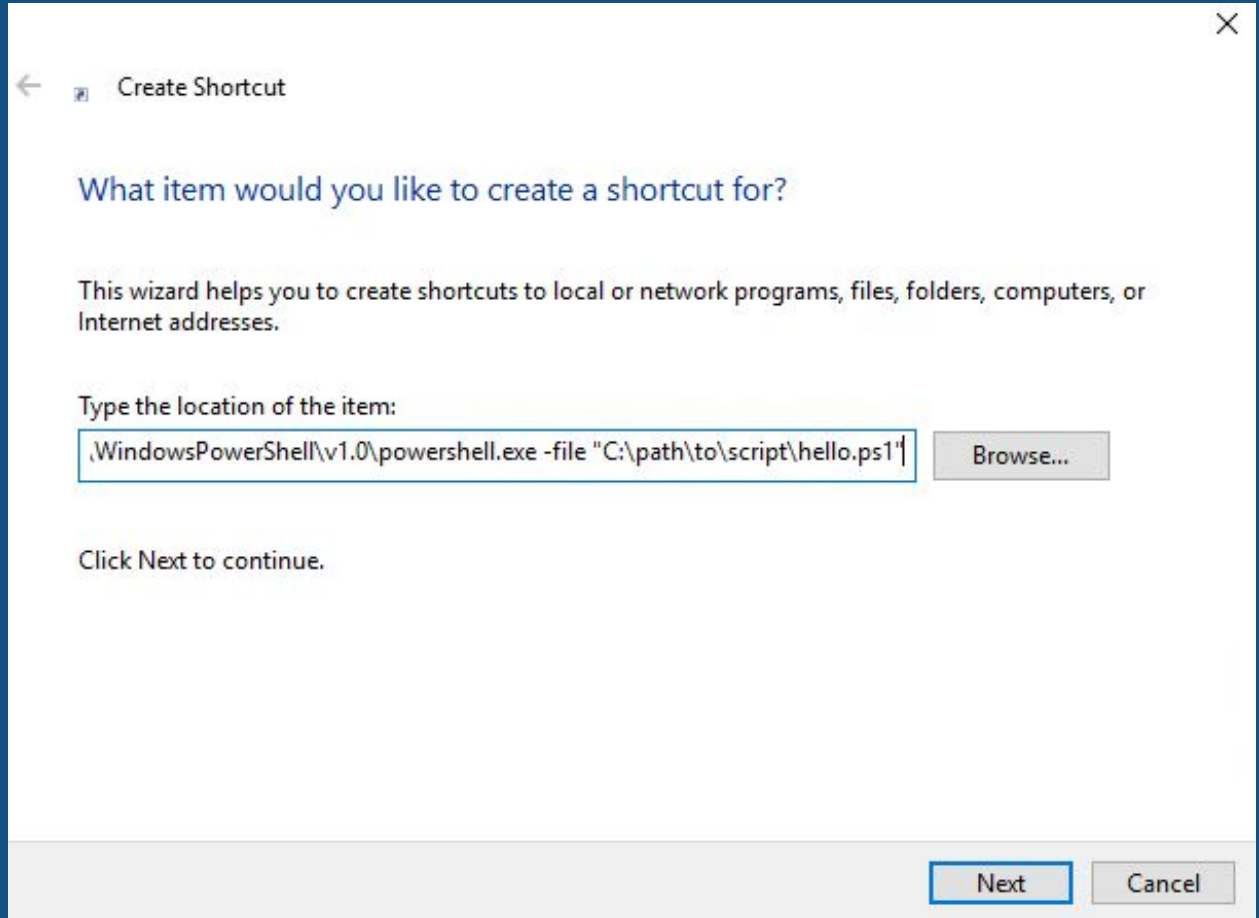 Create Shortcut
What item would you like to create a shortcut for?
This wizard helps you to create shortcuts to local or network programs, files, folders, computers, or
Internet addresses.
Type the location of the item:
\WindowsPowerShell\v1.0\powershell.exe -file "C:\path\to\script\hello.ps1"
Browse...
Click Next to continue.
Next
Cancel